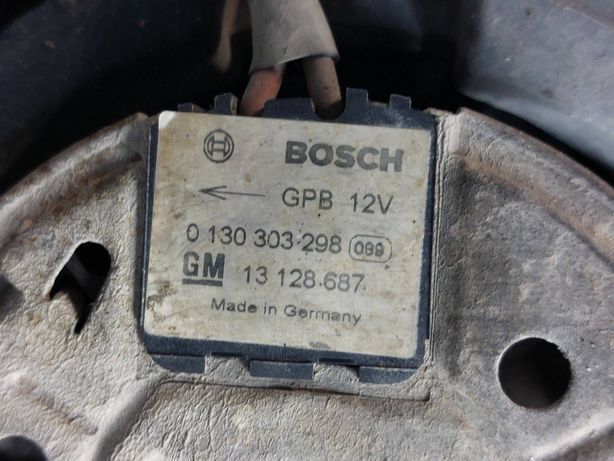 BOSCH
← GPB 12V
0 130 303 298 099
GM 13 128 687
Made in Germany